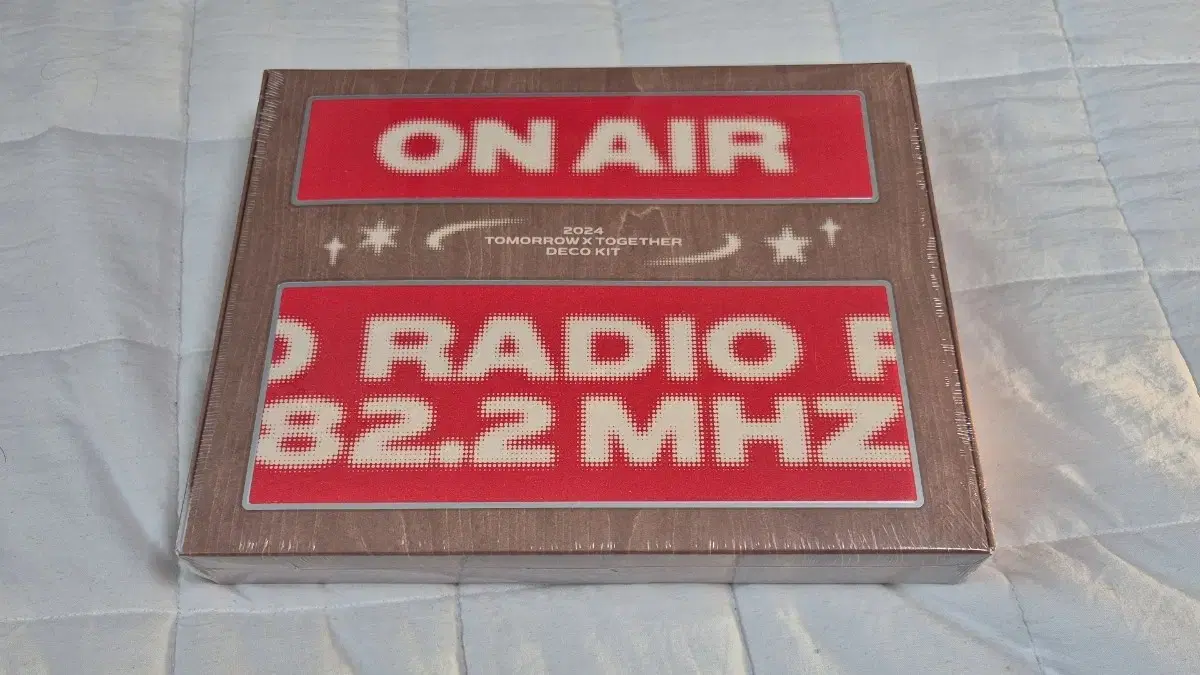 ON AIR
2024
TOMORROW X TOGETHER
DECO KIT
O RADIO R
82.2 MHZ